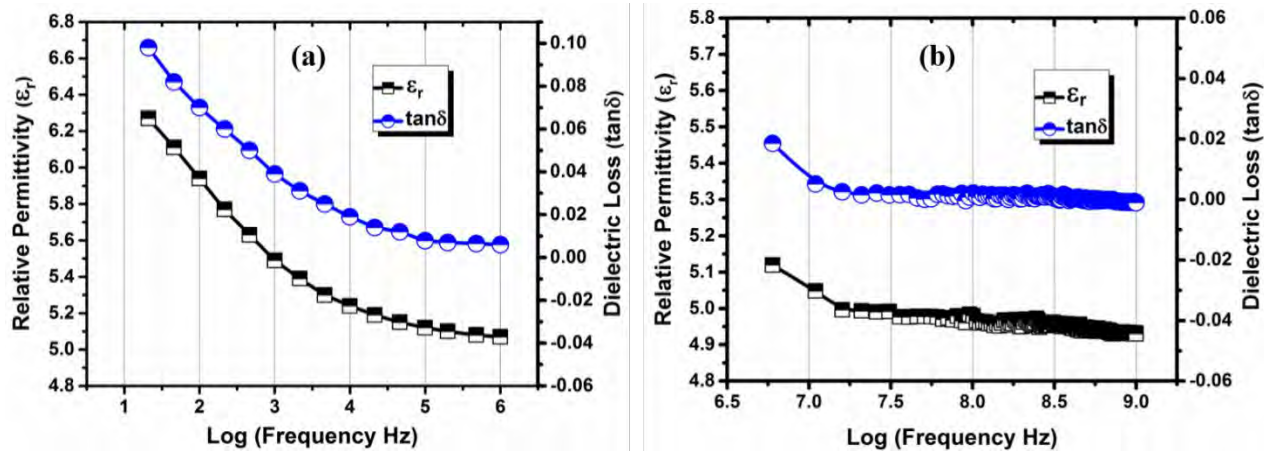 (a)
εr
tanδ
Relative Permittivity (εr)
6.8
6.6
6.4
6.2
6.0
5.8
5.6
5.4
5.2
5.0
4.8
0.10
0.08
0.06
0.04
0.02
0.00
-0.02
-0.04
-0.06
Dielectric Loss (tanδ)
1 2 3 4 5 6
Log (Frequency Hz)
(b)
εr
tanδ
Relative Permittivity (εr)
5.8
5.7
5.6
5.5
5.4
5.3
5.2
5.1
5.0
4.9
4.8
0.06
0.04
0.02
0.00
-0.02
-0.04
-0.06
Dielectric Loss (tanδ)
6.5 7.0 7.5 8.0 8.5 9.0
Log (Frequency Hz)